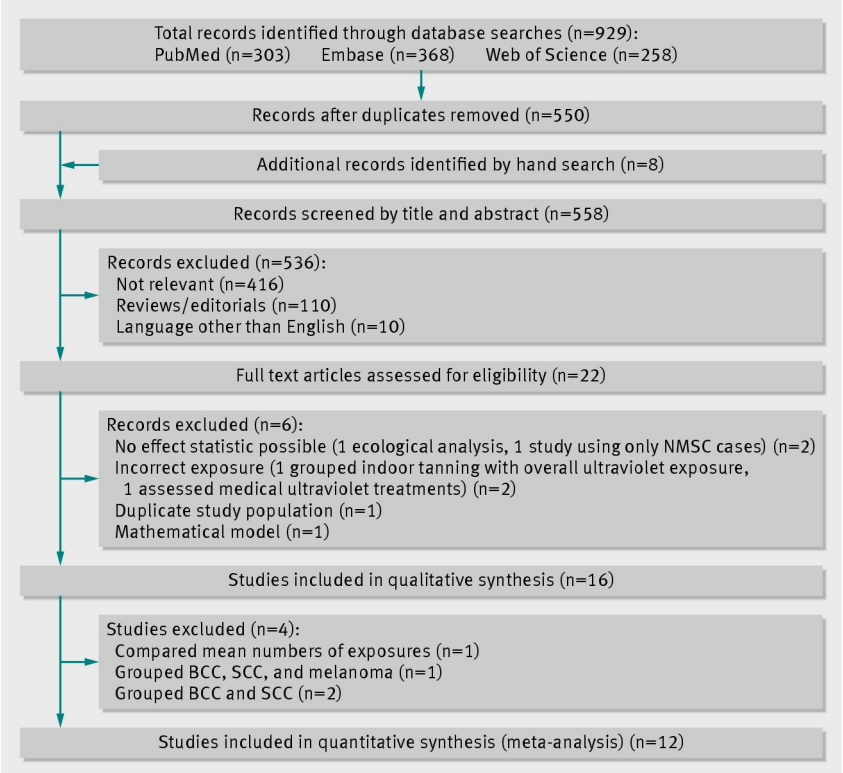 Total records identified through database searches (n=929):
PubMed (n=303) Embase (n=368) Web of Science (n=258)
Records after duplicates removed (n=550)
Additional records identified by hand search (n=8)
Records screened by title and abstract (n=558)
Records excluded (n=536):
Not relevant (n=416)
Reviews/editorials (n=110)
Language other than English (n=10)
Full text articles assessed for eligibility (n=22)
Records excluded (n=6):
No effect statistic possible (1 ecological analysis, 1 study using only NMSC cases) (n=2)
Incorrect exposure (1 grouped indoor tanning with overall ultraviolet exposure,
1 assessed medical ultraviolet treatments) (n=2)
Duplicate study population (n=1)
Mathematical model (n=1)
Studies included in qualitative synthesis (n=16)
Studies excluded (n=4):
Compared mean numbers of exposures (n=1)
Grouped BCC, SCC, and melanoma (n=1)
Grouped BCC and SCC (n=2)
Studies included in quantitative synthesis (meta-analysis) (n=12)